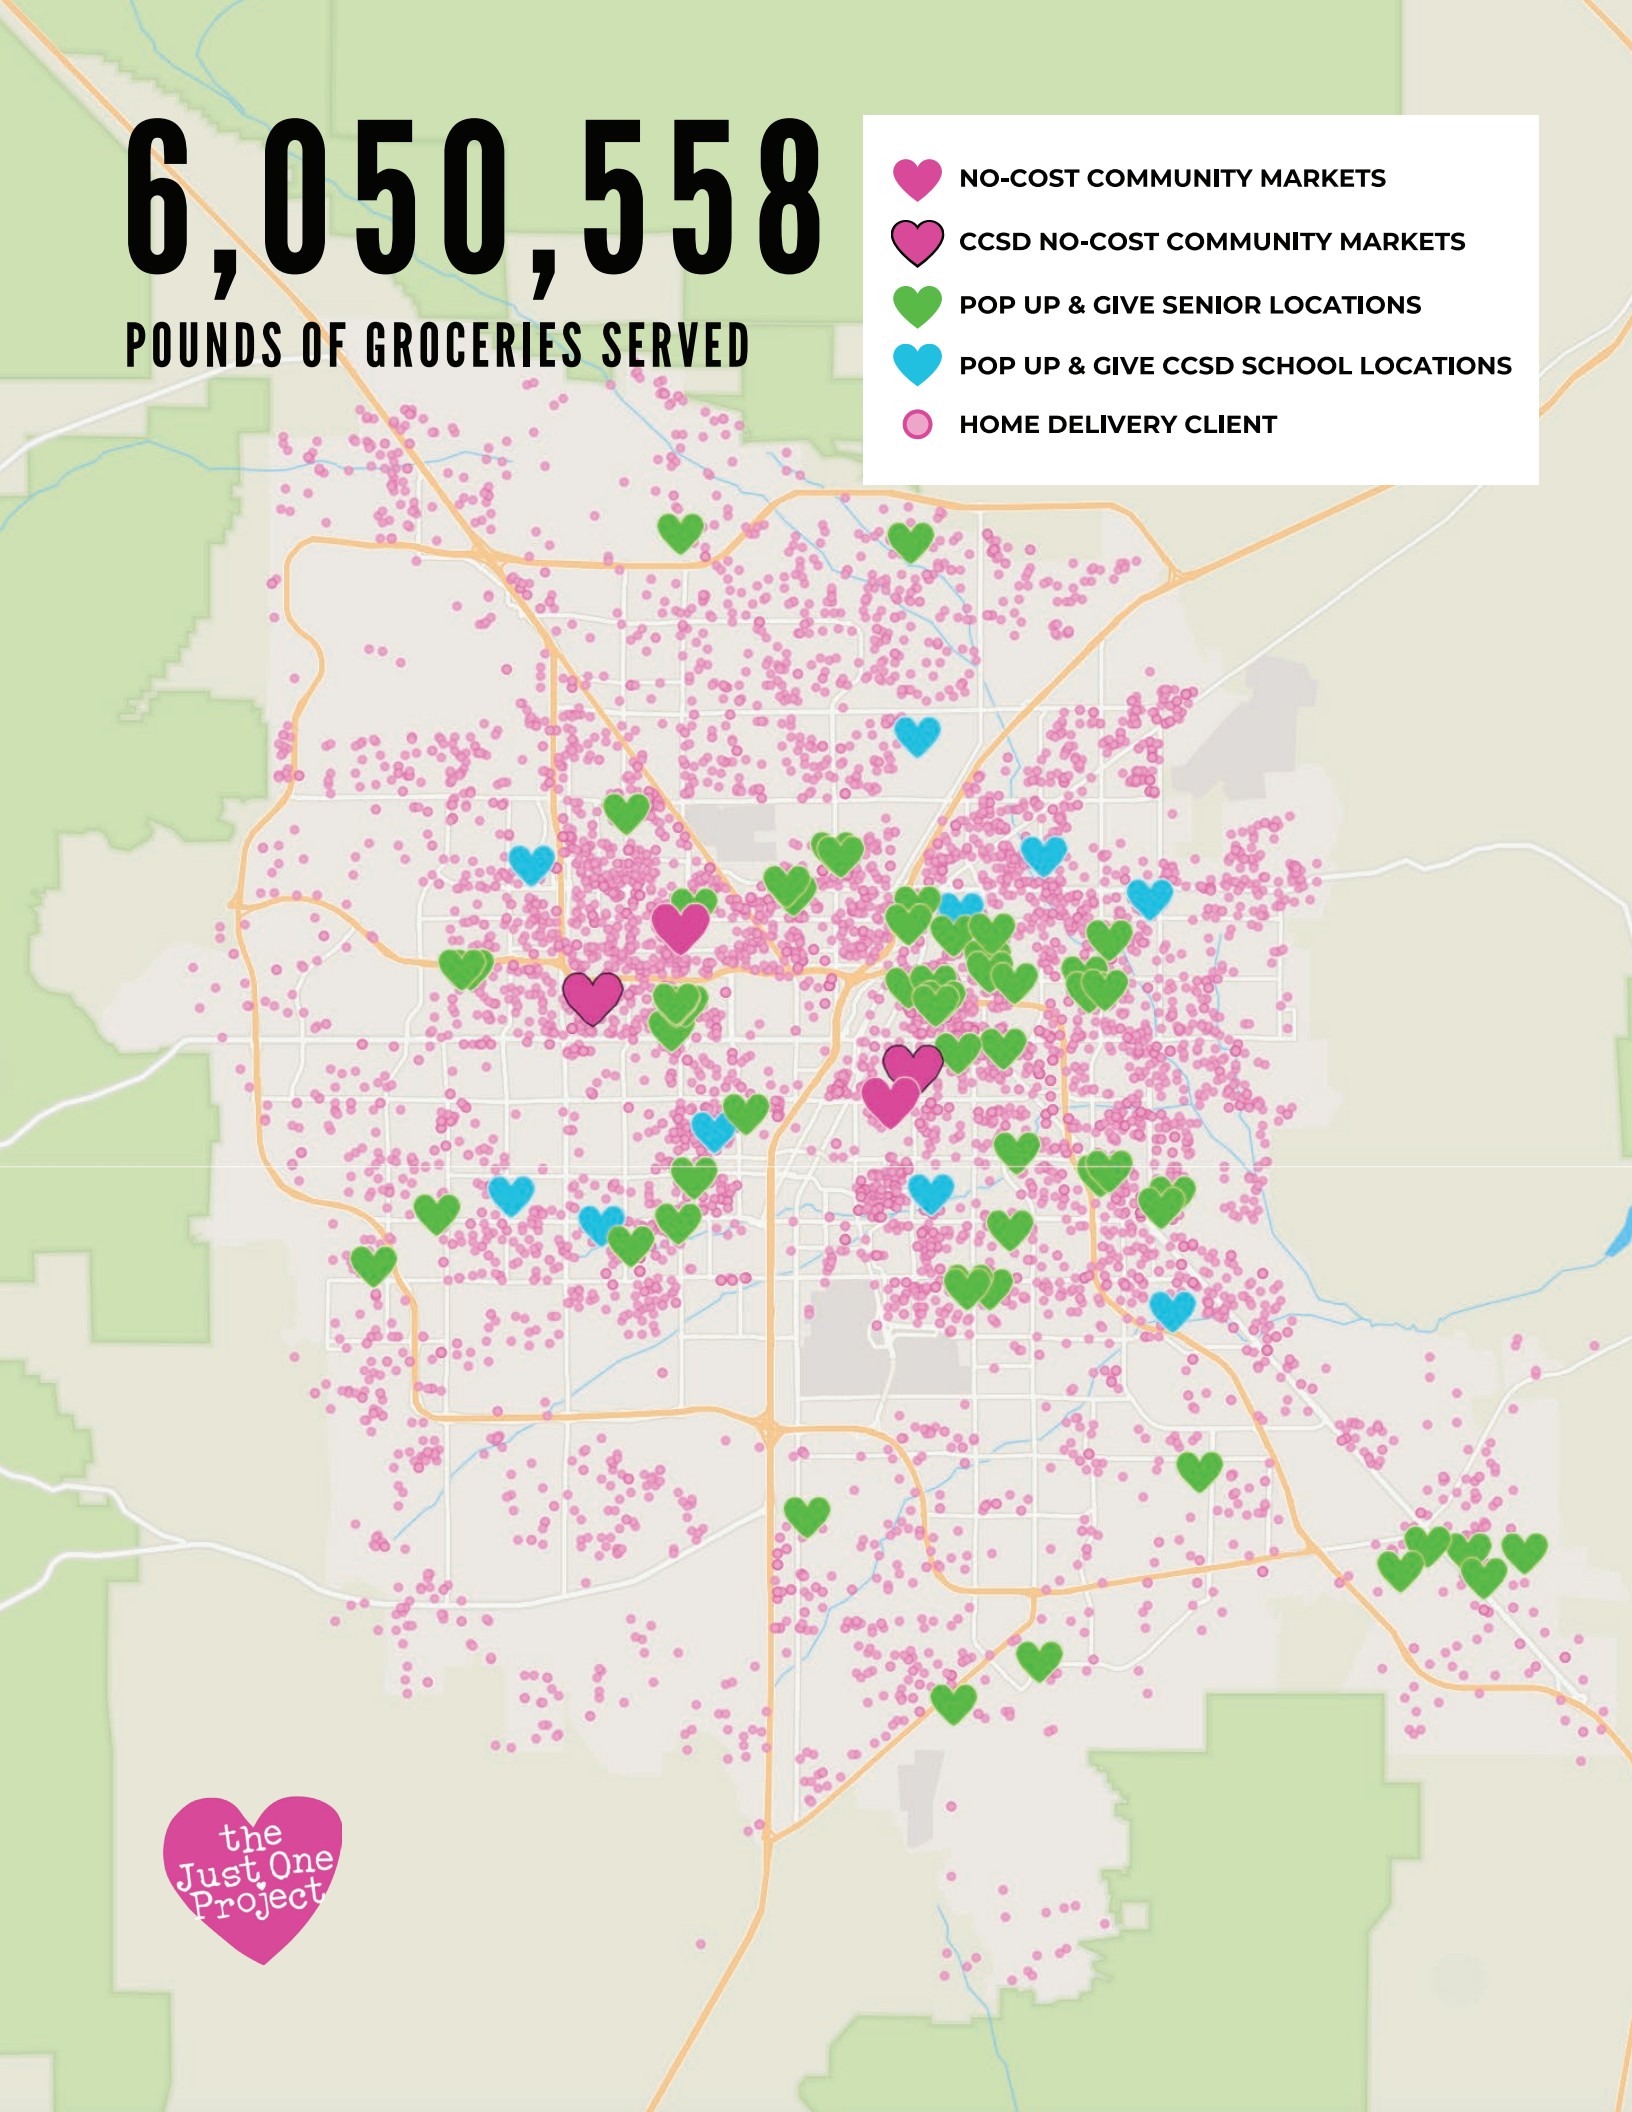 6,050,558
POUNDS OF GROCERIES SERVED
NO-COST COMMUNITY MARKETS
CCSD NO-COST COMMUNITY MARKETS
POP UP & GIVE SENIOR LOCATIONS
POP UP & GIVE CCSD SCHOOL LOCATIONS
HOME DELIVERY CLIENT
the
Just One
Project